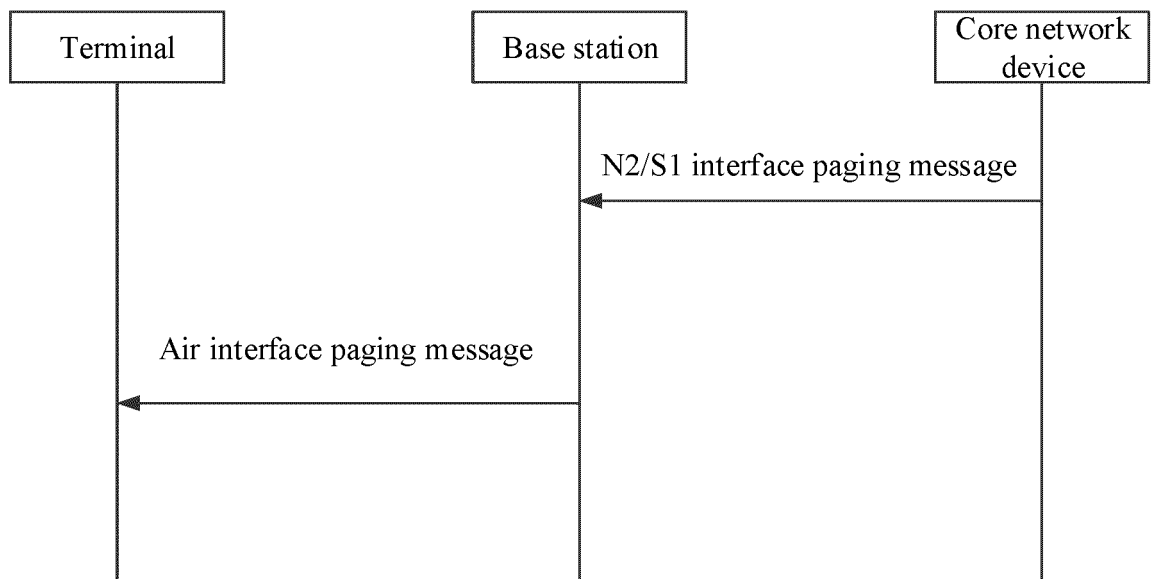 Terminal
Base station
Core network
device
N2/S1 interface paging message
Air interface paging message